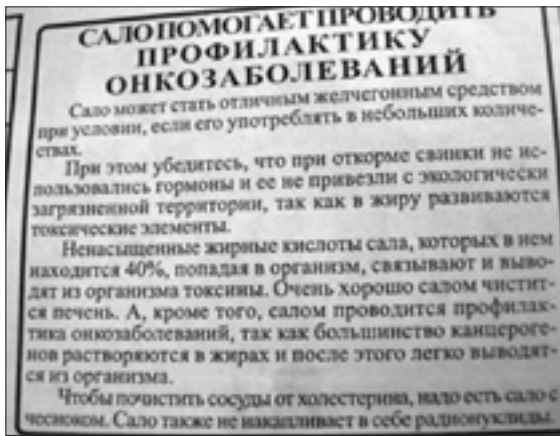 САЛО ПОМОГАЕТ ПРОВОДИТЬ
ПРОФИЛАКТИКУ
ОНКОЗАБОЛЕВАНИЙ
Сало может стать отличным желчегонным средством
при условии, если его употреблять в небольших количе-
ствах.
При этом убедитесь, что при откорме свинки не ис-
пользовались гормоны и ее не привезли с экологически
загрязненной территории, так как в жиру развиваются
токсические элементы.
Ненасыщенные жирные кислоты сала, которых в нем
находится 40%, попадая в организм, связывают и выво-
дят из организма токсины. Очень хорошо салом чистит-
ся печень. А, кроме того, салом проводится профилак-
тика онкозаболеваний, так как большинство канцероге-
нов растворяются в жирах и после этого легко выводят-
ся из организма.
Чтобы почистить сосуды от холестерина, надо есть сало с
чесноком. Сало также не накапливает в себе радионуклиды.